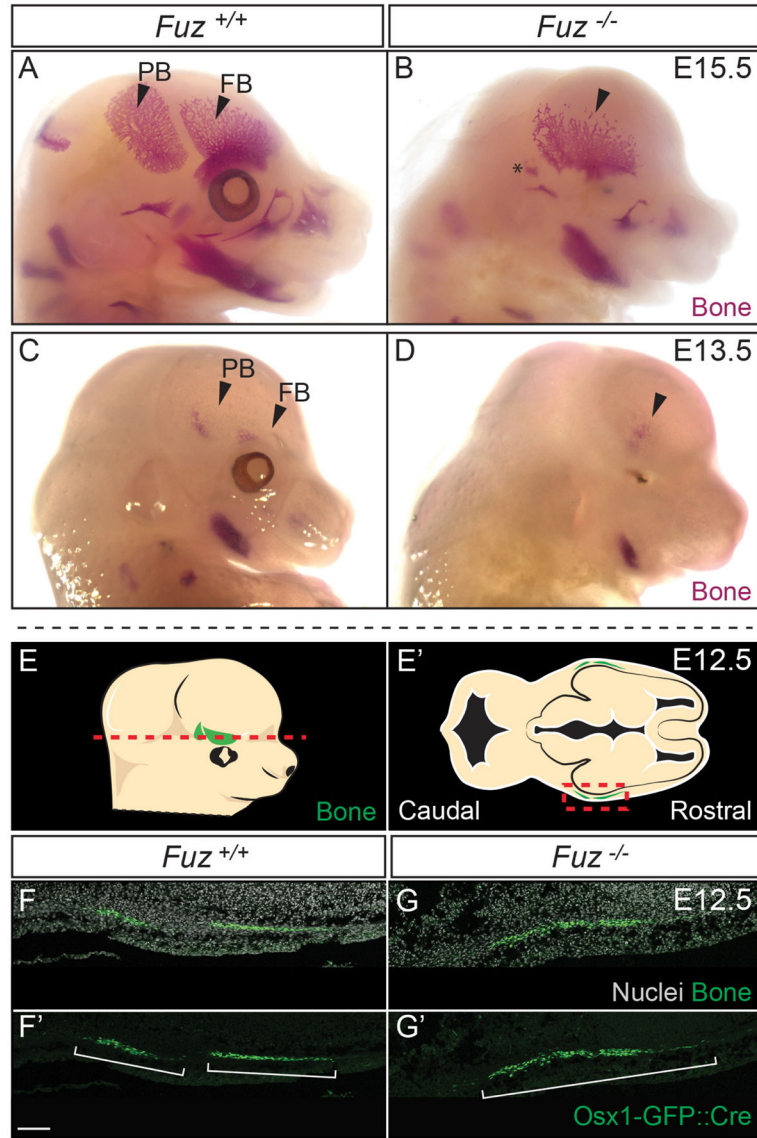 Fuz +/+ Fuz -/-
A PB FB B E15.5
*
Bone
C PB FB D E13.5
Bone
E E' E12.5
Bone Caudal Rostral
Fuz +/+ Fuz -/-
F G E12.5
Nuclei Bone
F' G'
Osx1-GFP::Cre